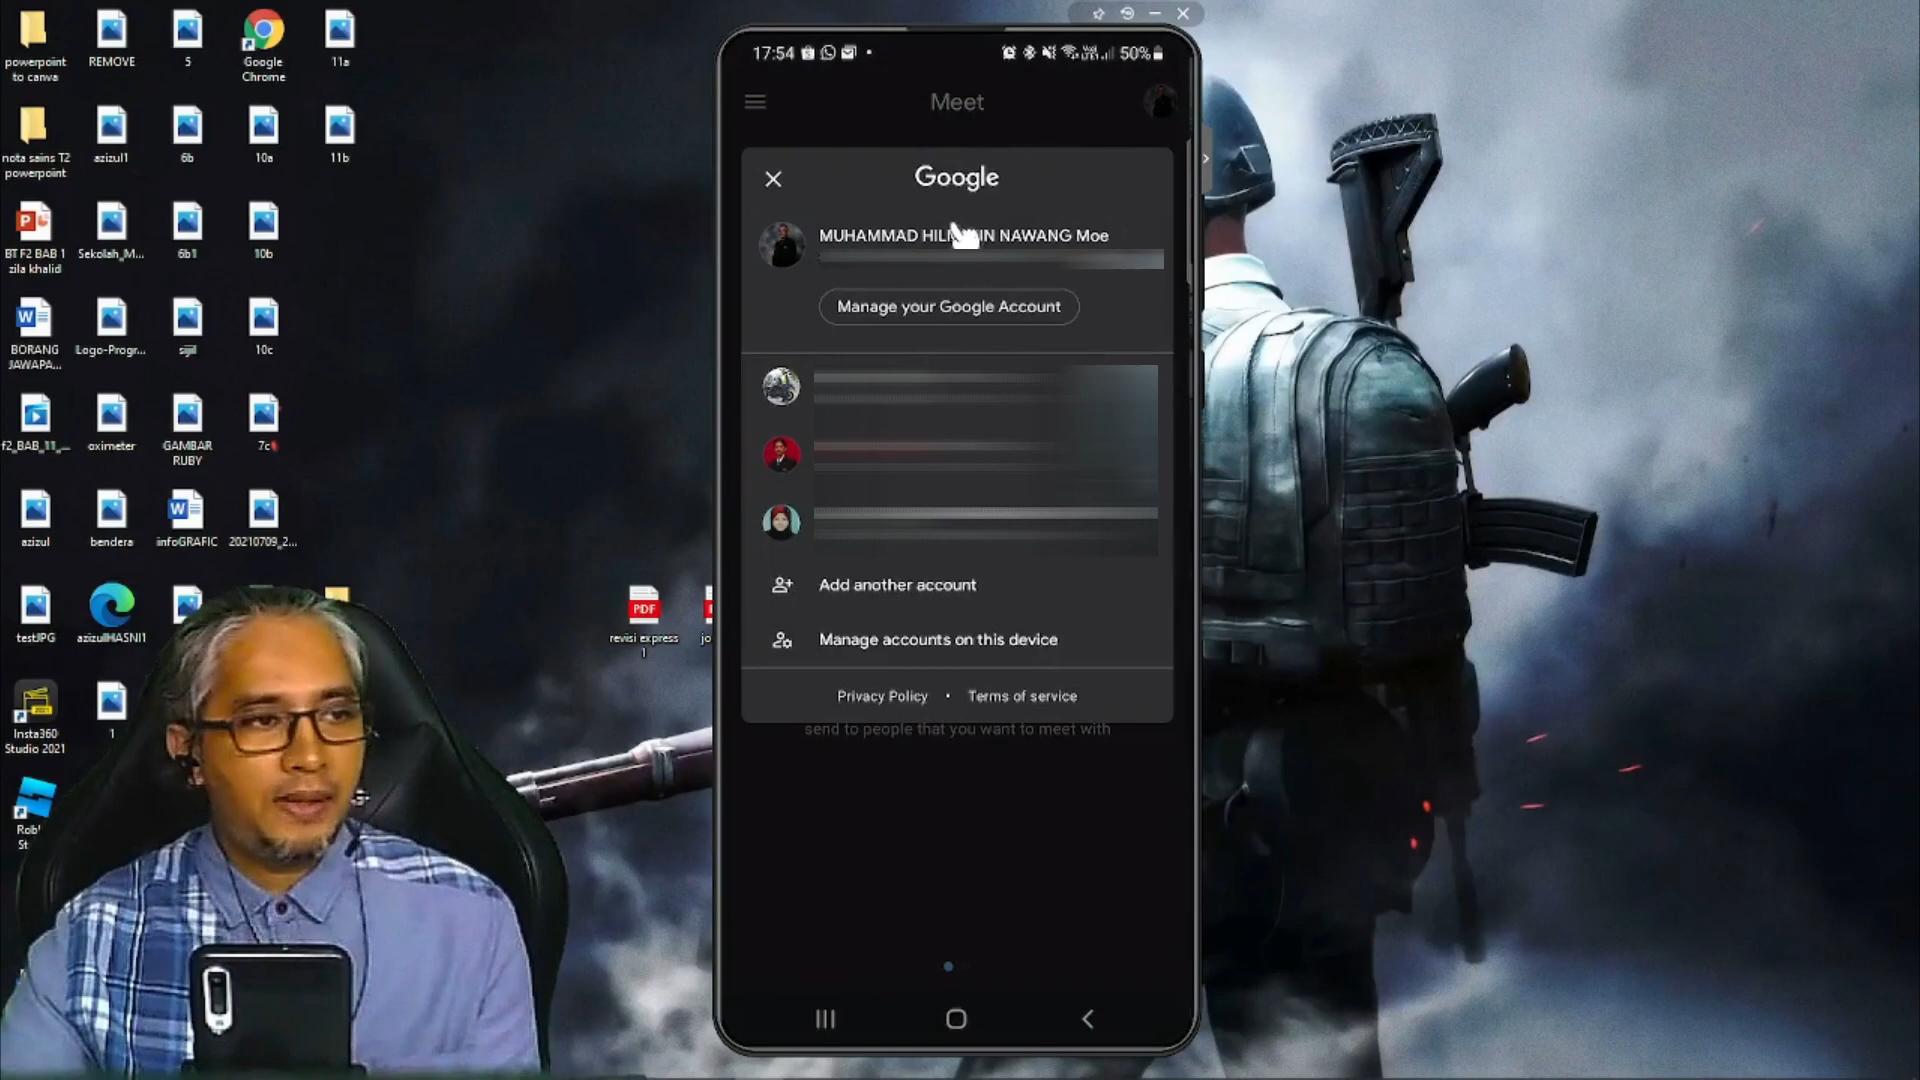 powerpoint
to canva
REMOVE
5
Google
Chrome
11a
nota sains T2
powerpoint
azizul1
6b
10a
11b
BT F2 BAB 1
zila khalid
Sekolah_M...
6b1
10b
BORANG
JAWAPA...
Logo-Progr...
sijil
10c
f2_BAB_11_...
oximeter
GAMBAR
RUBY
7c
azizul
bendera
infoGRAFIC
20210709_2...
testJPG
azizulHASNI1
Insta360
Studio 2021
1
PDF
revisi express
1
17:54
50%
Meet
Google
MUHAMMAD NAWANG Moe
Manage your Google Account
Add another account
Manage accounts on this device
Privacy Policy • Terms of service
send to people that you want to meet with